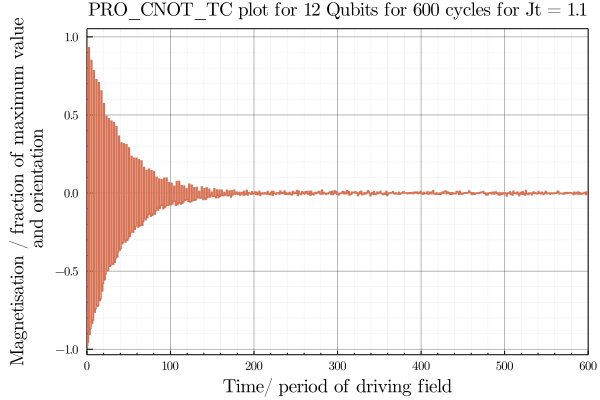 PRO_CNOT_TC plot for 12 Qubits for 600 cycles for Jt = 1.1
Magnetisation / fraction of maximum value
and orientation
1.0
0.5
0.0
−0.5
−1.0
0 100 200 300 400 500 600
Time/ period of driving field